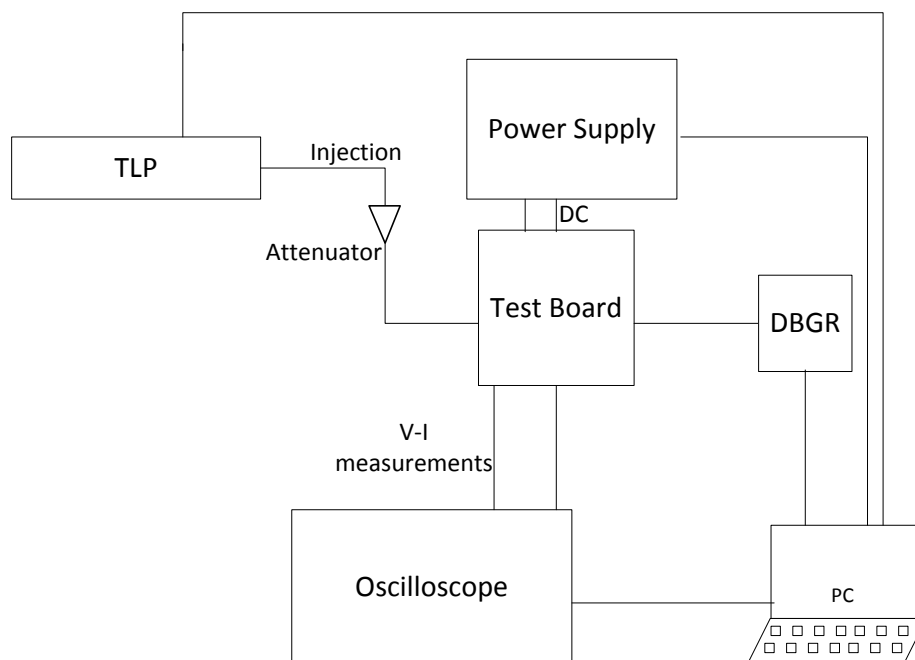 Power Supply
Injection
TLP
DC
Attenuator
Test Board
DBGR
V-I
measurements
Oscilloscope
PC